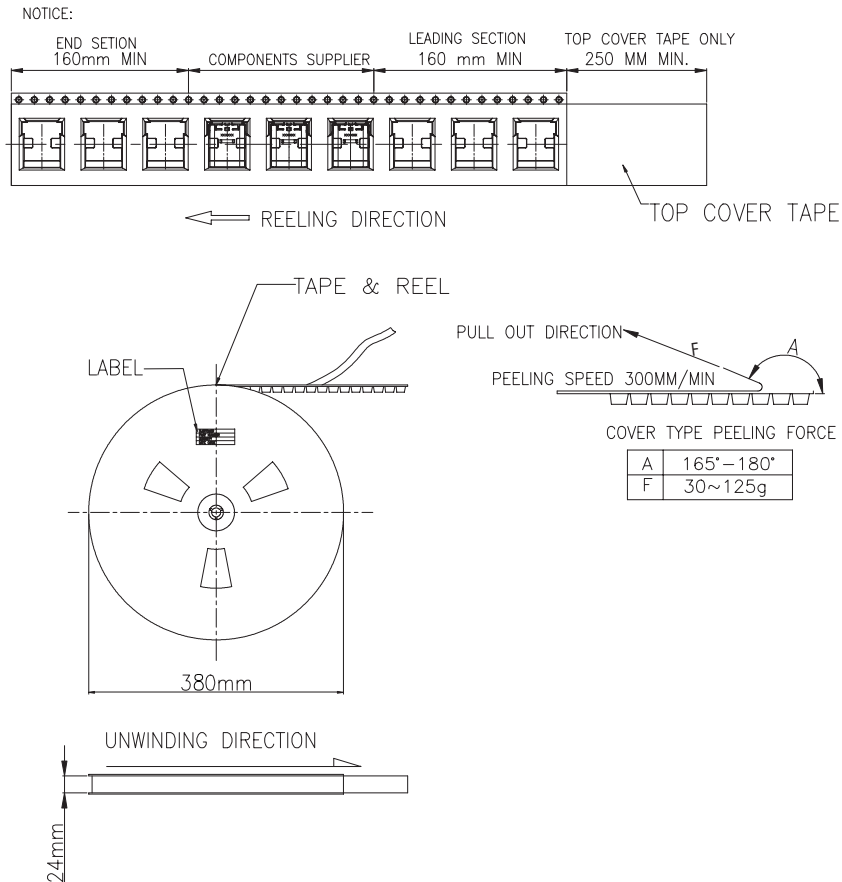 NOTICE:
END SETION
160mm MIN
COMPONENTS SUPPLIER
LEADING SECTION
160 mm MIN
TOP COVER TAPE ONLY
250 MM MIN.
REELING DIRECTION
TOP COVER TAPE
TAPE & REEL
LABEL
PULL OUT DIRECTION
F
A
PEELING SPEED 300MM/MIN
COVER TYPE PEELING FORCE
A 165°-180°
F 30~125g
380mm
UNWINDING DIRECTION
24mm